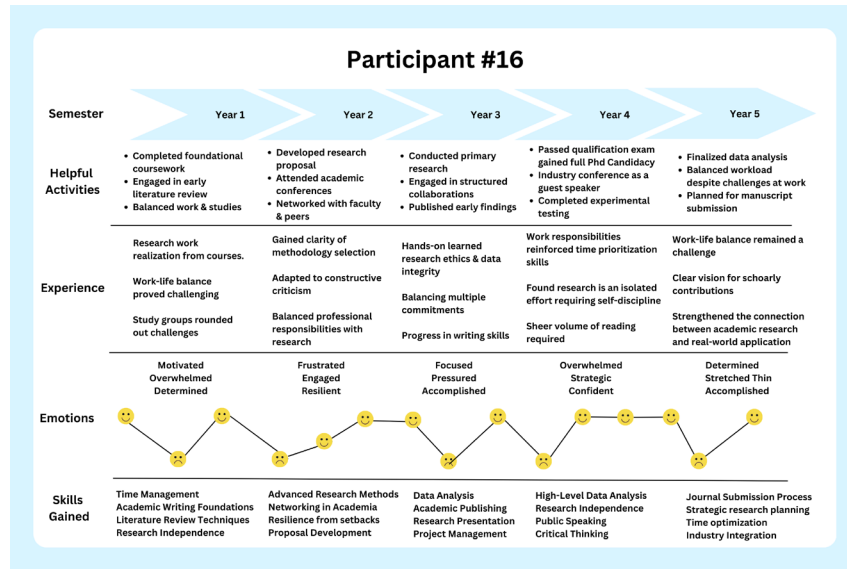 Participant #16
Semester
Year 1
Year 2
Year 3
Year 4
Year 5
Helpful
Activities
• Completed foundational
coursework
• Engaged in early
literature review
• Balanced work & studies
• Developed research
proposal
• Attended academic
conferences
• Networked with faculty
& peers
• Conducted primary
research
• Engaged in structured
collaborations
• Published early findings
• Passed qualification exam
gained full Phd Candidacy
• Industry conference as a
guest speaker
• Completed experimental
testing
• Finalized data analysis
• Balanced workload
despite challenges at work
• Planned for manuscript
submission
Experience
Research work
realization from courses.
Work-life balance
proved challenging
Study groups rounded
out challenges
Gained clarity of
methodology selection
Adapted to constructive
criticism
Balanced professional
responsibilities with
research
Hands-on learned
research ethics & data
integrity
Balancing multiple
commitments
Progress in writing skills
Work responsibilities
reinforced time prioritization
skills
Found research is an isolated
effort requiring self-discipline
Sheer volume of reading
required
Work-life balance remained a
challenge
Clear vision for schoarly
contributions
Strengthened the connection
between academic research
and real-world application
Emotions
Motivated
Overwhelmed
Determined
Frustrated
Engaged
Resilient
Focused
Pressured
Accomplished
Overwhelmed
Strategic
Confident
Determined
Stretched Thin
Accomplished
Skills
Gained
Time Management
Academic Writing Foundations
Literature Review Techniques
Research Independence
Advanced Research Methods
Networking in Academia
Resilience from setbacks
Proposal Development
Data Analysis
Academic Publishing
Research Presentation
Project Management
High-Level Data Analysis
Research Independence
Public Speaking
Critical Thinking
Journal Submission Process
Strategic research planning
Time optimization
Industry Integration